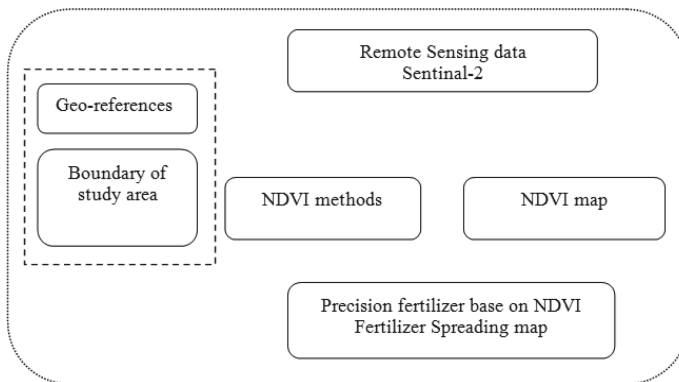 Remote Sensing data
Sentinal-2
Geo-references
Boundary of
study area
NDVI methods
NDVI map
Precision fertilizer base on NDVI
Fertilizer Spreading map